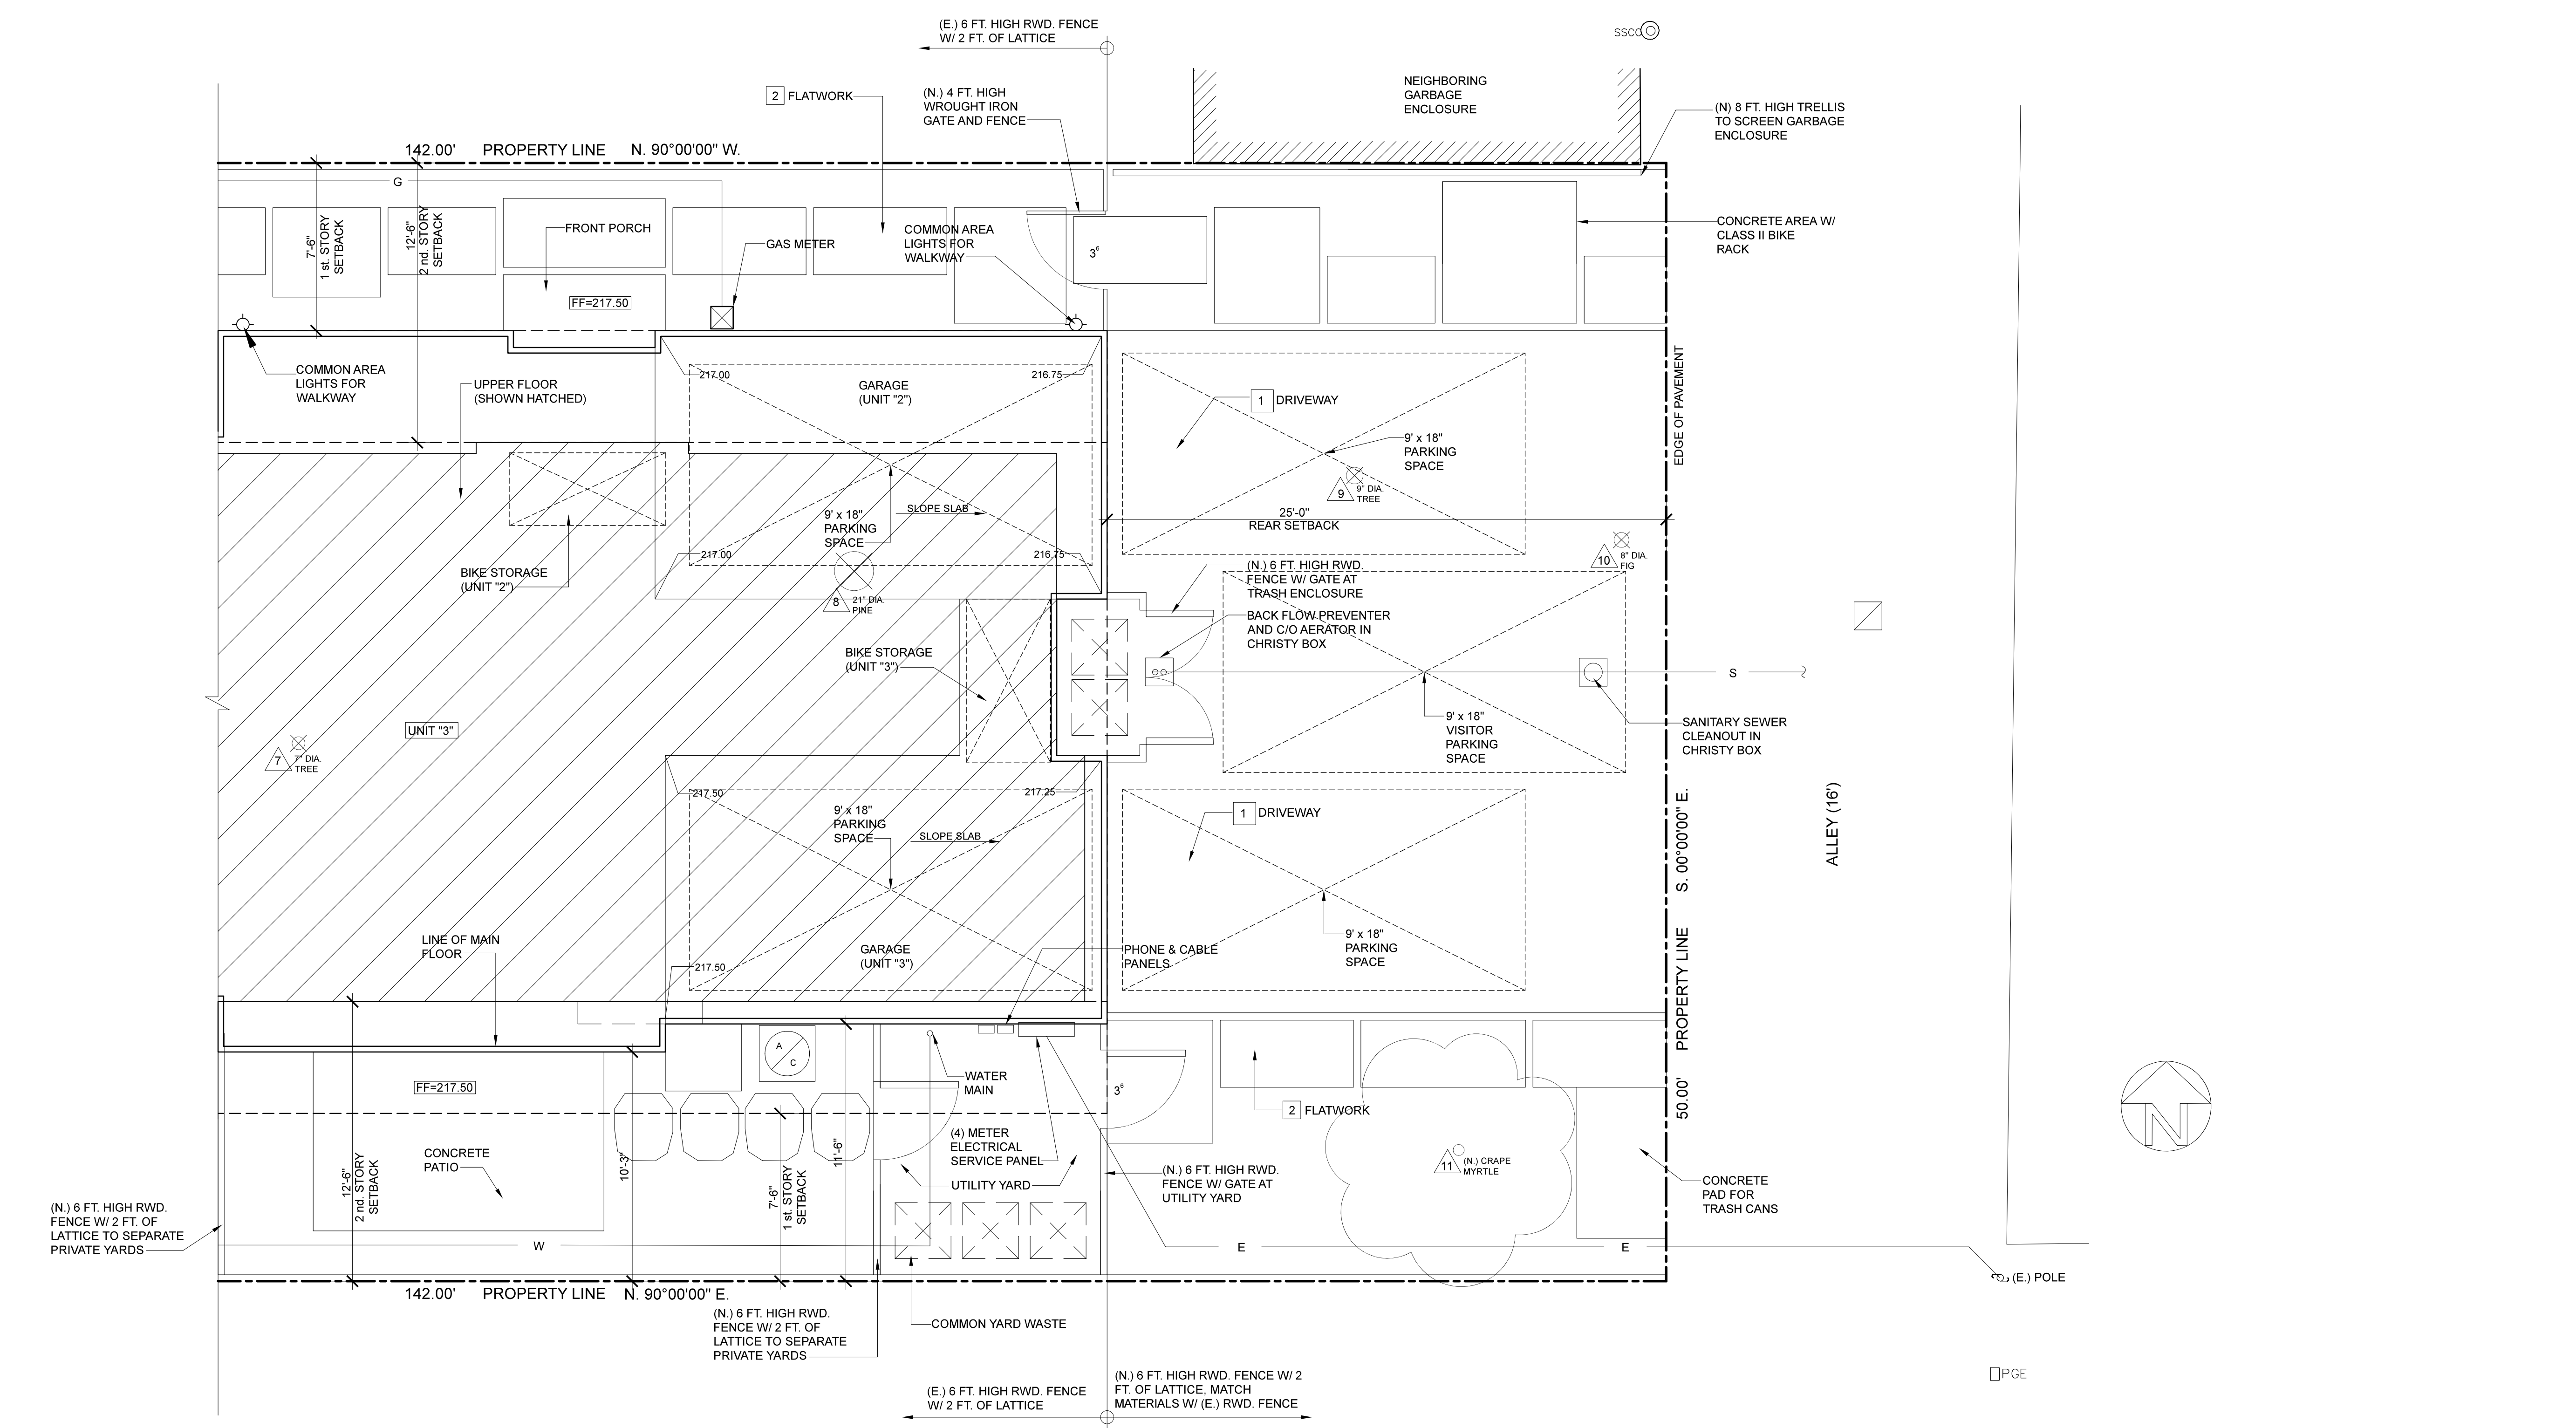 (E.) 6 FT. HIGH RWD. FENCE
W/ 2 FT. OF LATTICE
SSCO
2 FLATWORK
(N.) 4 FT. HIGH
WROUGHT IRON
GATE AND FENCE
NEIGHBORING
GARBAGE
ENCLOSURE
(N) 8 FT. HIGH TRELLIS
TO SCREEN GARBAGE
ENCLOSURE
142.00' PROPERTY LINE N. 90°00'00" W.
G
7'-6"
1 st. STORY
SETBACK
12'-6"
2 nd. STORY
SETBACK
FRONT PORCH
GAS METER
COMMON AREA
LIGHTS FOR
WALKWAY
3⁶
CONCRETE AREA W/
CLASS II BIKE
RACK
FF=217.50
COMMON AREA
LIGHTS FOR
WALKWAY
UPPER FLOOR
(SHOWN HATCHED)
217.00
GARAGE
(UNIT "2")
216.75
1 DRIVEWAY
EDGE OF PAVEMENT
9' x 18"
PARKING
SPACE
9
9" DIA.
TREE
9' x 18"
PARKING
SPACE
SLOPE SLAB
25'-0"
REAR SETBACK
217.00
216.75
10
8" DIA.
FIG
BIKE STORAGE
(UNIT "2")
8
21" DIA.
PINE
(N.) 6 FT. HIGH RWD.
FENCE W/ GATE AT
TRASH ENCLOSURE
BACK FLOW PREVENTER
AND C/O AERATOR IN
CHRISTY BOX
BIKE STORAGE
(UNIT "3")
S
UNIT "3"
7
7" DIA.
TREE
9' x 18"
VISITOR
PARKING
SPACE
SANITARY SEWER
CLEANOUT IN
CHRISTY BOX
217.50
217.25
9' x 18"
PARKING
SPACE
SLOPE SLAB
1 DRIVEWAY
ALLEY (16')
50.00' PROPERTY LINE S. 00°00'00" E.
LINE OF MAIN
FLOOR
217.50
GARAGE
(UNIT "3")
PHONE & CABLE
PANELS
9' x 18"
PARKING
SPACE
A
C
FF=217.50
WATER
MAIN
3⁶
2 FLATWORK
N
CONCRETE
PATIO
12'-6"
2 nd. STORY
SETBACK
10'-3"
7'-6"
1 st. STORY
SETBACK
11'-6"
(4) METER
ELECTRICAL
SERVICE PANEL
UTILITY YARD
(N.) 6 FT. HIGH RWD.
FENCE W/ GATE AT
UTILITY YARD
11
(N.) CRAPE
MYRTLE
CONCRETE
PAD FOR
TRASH CANS
(N.) 6 FT. HIGH RWD.
FENCE W/ 2 FT. OF
LATTICE TO SEPARATE
PRIVATE YARDS
W
E
E
(E.) POLE
142.00' PROPERTY LINE N. 90°00'00" E.
(N.) 6 FT. HIGH RWD.
FENCE W/ 2 FT. OF
LATTICE TO SEPARATE
PRIVATE YARDS
COMMON YARD WASTE
PGE
(E.) 6 FT. HIGH RWD. FENCE
W/ 2 FT. OF LATTICE
(N.) 6 FT. HIGH RWD. FENCE W/ 2
FT. OF LATTICE, MATCH
MATERIALS W/ (E.) RWD. FENCE